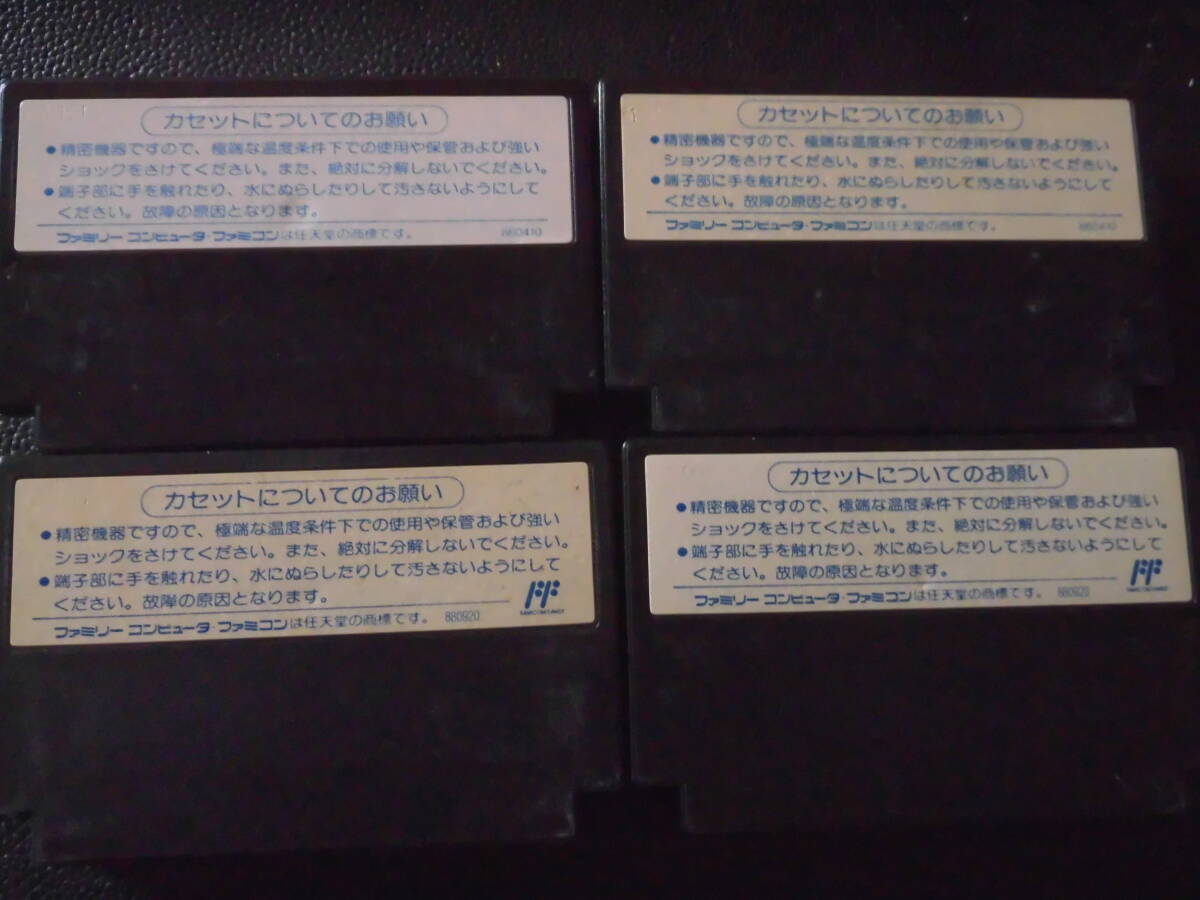 カセットについてのお願い
●精密機器ですので、極端な温度条件下での使用や保管および強い
ショックをさけてください。また、絶対に分解しないでください。
●端子部に手を触れたり、水にぬらしたりして汚さないようにして
ください。故障の原因となります。
ファミリー コンピュータ・ファミコンは任天堂の商標です。 860410
カセットについてのお願い
●精密機器ですので、極端な温度条件下での使用や保管および強い
ショックをさけてください。また、絶対に分解しないでください。
●端子部に手を触れたり、水にぬらしたりして汚さないようにして
ください。故障の原因となります。
ファミリー コンピュータ・ファミコンは任天堂の商標です。 860410
カセットについてのお願い
●精密機器ですので、極端な温度条件下での使用や保管および強い
ショックをさけてください。また、絶対に分解しないでください。
●端子部に手を触れたり、水にぬらしたりして汚さないようにして
ください。故障の原因となります。
FF
ファミリー コンピュータ・ファミコンは任天堂の商標です。 880920
カセットについてのお願い
●精密機器ですので、極端な温度条件下での使用や保管および強い
ショックをさけてください。また、絶対に分解しないでください。
●端子部に手を触れたり、水にぬらしたりして汚さないようにして
ください。故障の原因となります。
FF
ファミリー コンピュータ・ファミコンは任天堂の商標です。 880920